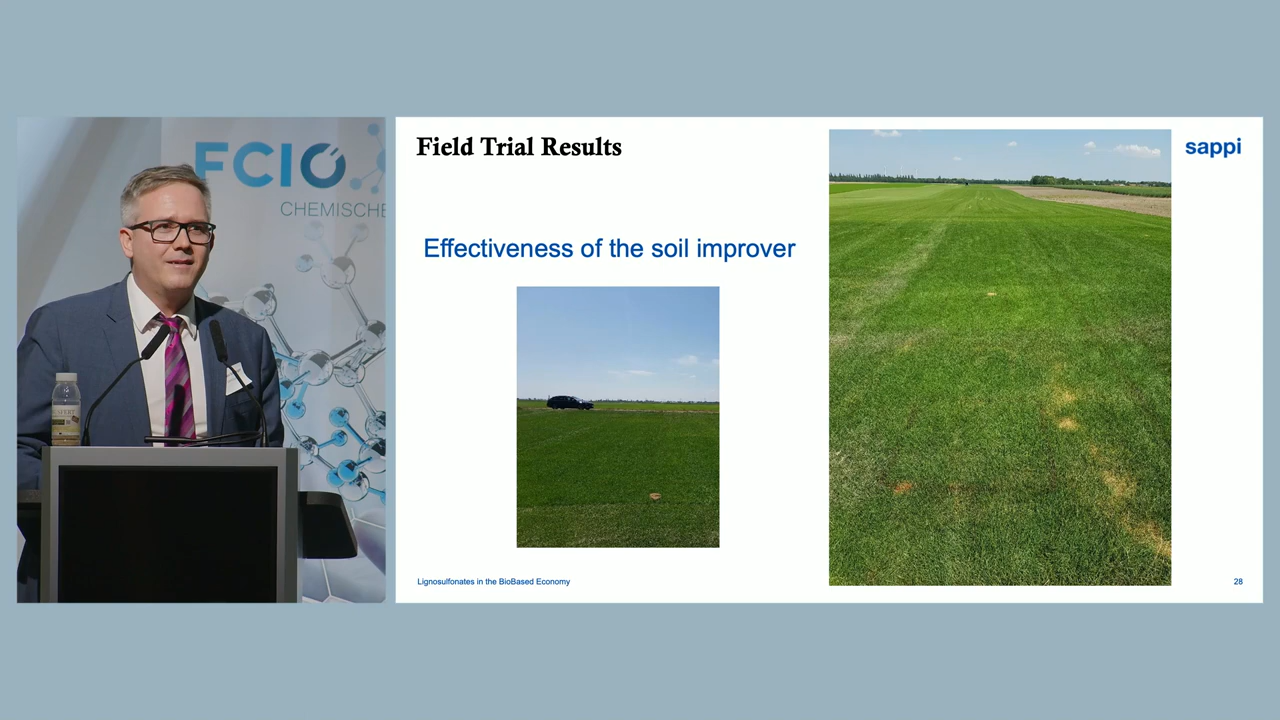 FCIO
CHEMISCHE
Field Trial Results
sappi
Effectiveness of the soil improver
Lignosulfonates in the BioBased Economy
28